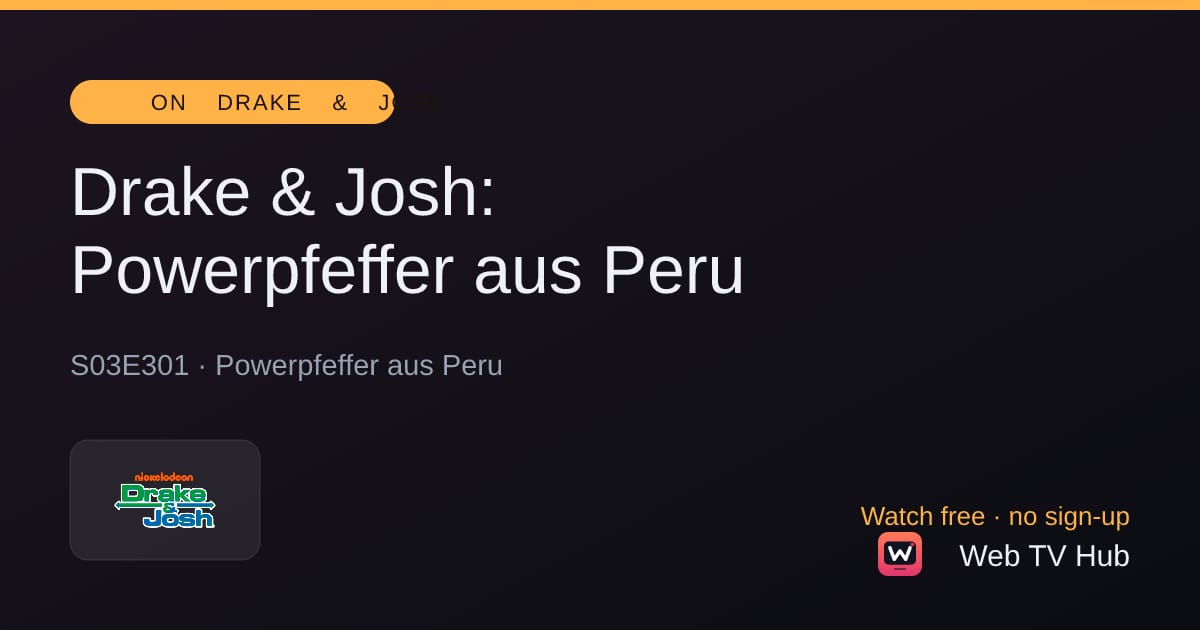 ON DRAKE & JOSH
Drake & Josh:
Powerpfeffer aus Peru
S03E301 · Powerpfeffer aus Peru
nickelodeon
Drake
&
Josh
Watch free · no sign-up
W
Web TV Hub